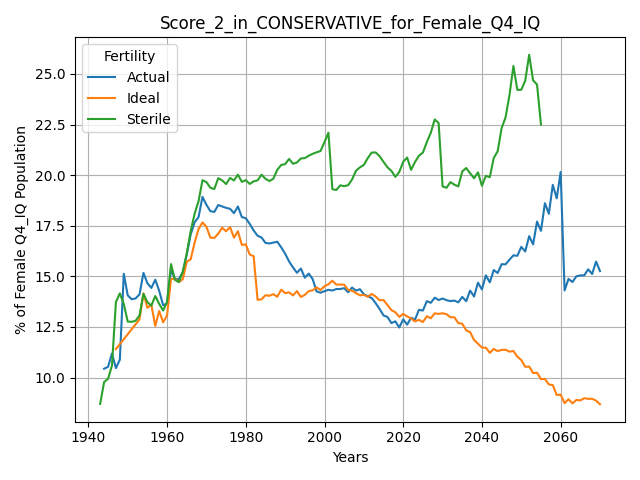 Score_2_in_CONSERVATIVE_for_Female_Q4_IQ
Fertility
Actual
Ideal
Sterile
% of Female Q4_IQ Population
25.0
22.5
20.0
17.5
15.0
12.5
10.0
1940 1960 1980 2000 2020 2040 2060
Years